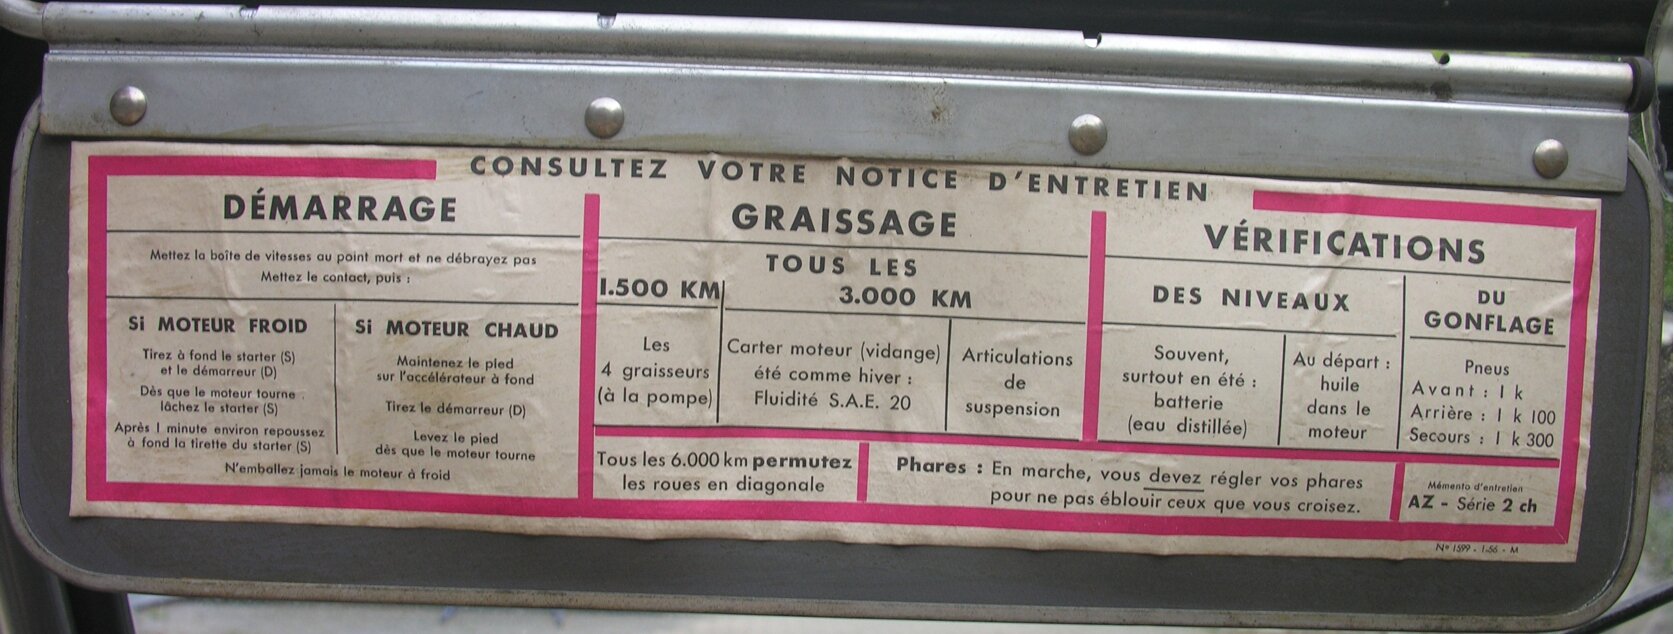 CONSULTEZ VOTRE NOTICE D'ENTRETIEN
DÉMARRAGE
Mettez la boîte de vitesses au point mort et ne débrayez pas
Mettez le contact, puis :
Si MOTEUR FROID
Tirez à fond le starter (S)
et le démarreur (D)
Dès que le moteur tourne
lâchez le starter (S)
Après 1 minute environ repoussez
à fond la tirette du starter (S)
Si MOTEUR CHAUD
Maintenez le pied
sur l'accélérateur à fond
Tirez le démarreur (D)
Levez le pied
dès que le moteur tourne
N'emballez jamais le moteur à froid
GRAISSAGE
TOUS LES
1.500 KM
3.000 KM
Les
4 graisseurs
(à la pompe)
Carter moteur (vidange)
été comme hiver :
Fluidité S.A.E. 20
Articulations
de
suspension
VÉRIFICATIONS
DES NIVEAUX
Souvent,
surtout en été :
batterie
(eau distillée)
Au départ :
huile
dans le
moteur
DU
GONFLAGE
Pneus
Avant : 1 k
Arrière : 1 k 100
Secours : 1 k 300
Tous les 6.000 km permutez
les roues en diagonale
Phares : En marche, vous devez régler vos phares
pour ne pas éblouir ceux que vous croisez.
Mémento d'entretien
AZ - Série 2 ch
N° 1599 - 1-56 - M